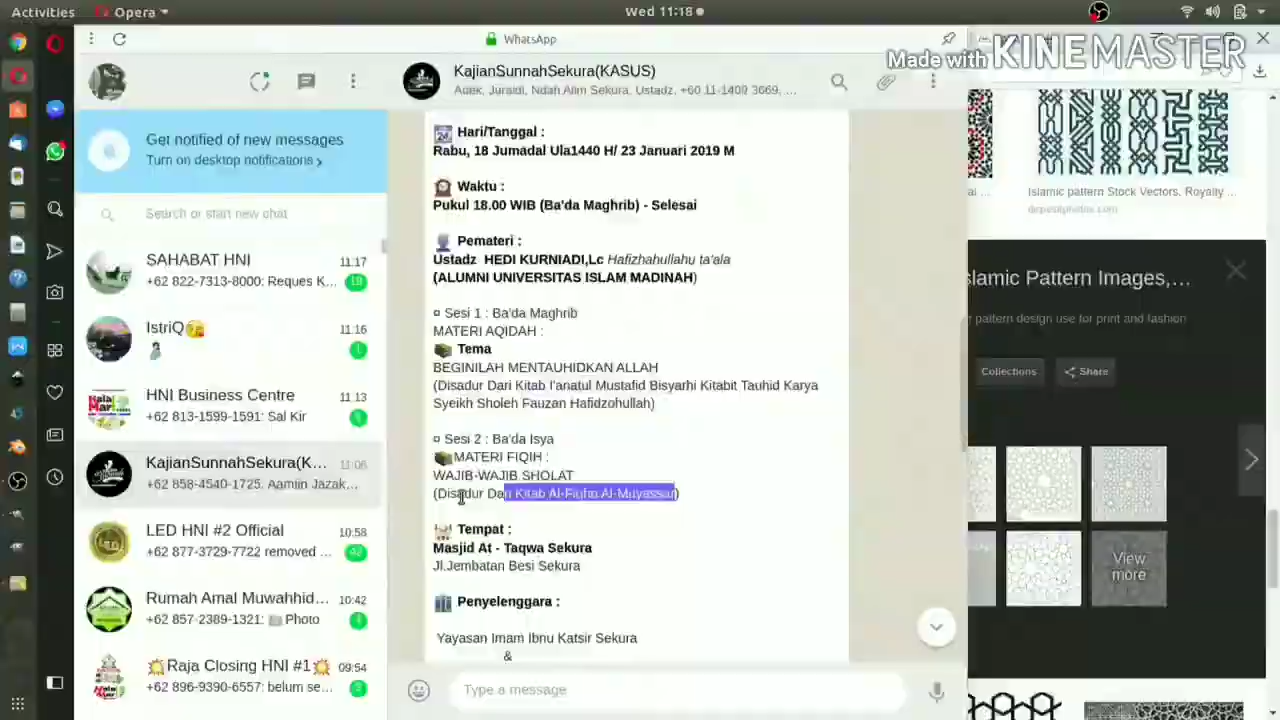 Activities
Opera
Wed 11:18
Made with KINEMASTER
WhatsApp
KajianSunnahSekura(KASUS)
Adek, Juraidi, Ndah Alim Sekura, Ustadz, +60 11-1409 3669, ...
Get notified of new messages
Turn on desktop notifications
Search or start new chat
SAHABAT HNI
11:17
+62 822-7313-8000: Reques K...
IstriQ😘
11:16
1
HNI Business Centre
11:13
+62 813-1599-1591: Sal Kir
KajianSunnahSekura(K...
11:06
+62 858-4540-1725: Aamiin Jazak...
LED HNI #2 Official
10:58
+62 877-3729-7722 removed ...
42
Rumah Amal Muwahhid...
10:42
+62 857-2389-1321: Photo
Raja Closing HNI #1
09:54
+62 896-9390-6557: belum se...
Hari/Tanggal :
Rabu, 18 Jumadal Ula1440 H/ 23 Januari 2019 M
Waktu :
Pukul 18.00 WIB (Ba'da Maghrib) - Selesai
Pemateri :
Ustadz HEDI KURNIADI,Lc Hafizhahullahu ta'ala
(ALUMNI UNIVERSITAS ISLAM MADINAH)
¤ Sesi 1 : Ba'da Maghrib
MATERI AQIDAH :
Tema
BEGINILAH MENTAUHIDKAN ALLAH
(Disadur Dari Kitab I'anatul Mustafid Bisyarhi Kitabit Tauhid Karya
Syeikh Sholeh Fauzan Hafidzohullah)
¤ Sesi 2 : Ba'da Isya
MATERI FIQIH :
WAJIB-WAJIB SHOLAT
(Disadur Dari Kitab Al-Fiqhu Al-Muyassar)
Tempat :
Masjid At - Taqwa Sekura
Jl.Jembatan Besi Sekura
Penyelenggara :
Yayasan Imam Ibnu Katsir Sekura
&
Type a message
al ...
Islamic pattern Stock Vectors, Royalty ...
depositphotos.com
slamic Pattern Images,...
pattern design use for print and fashion
Collections
Share
View
more